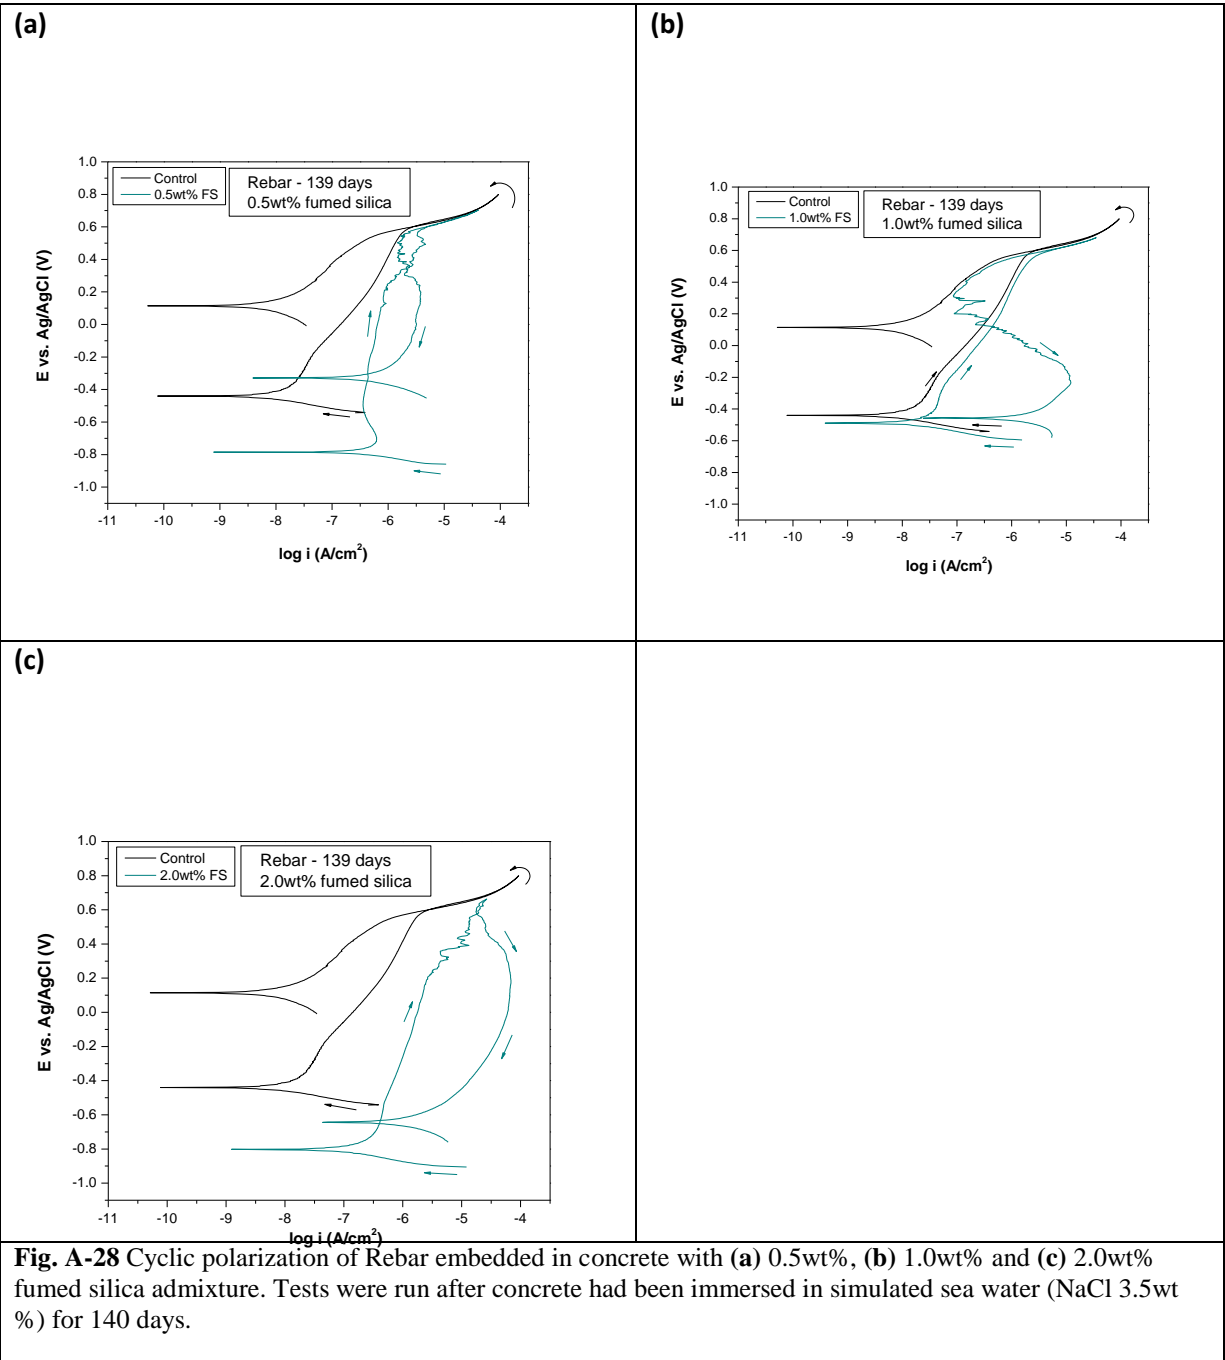 (a)
Control
0.5wt% FS
Rebar - 139 days
0.5wt% fumed silica
1.0
0.8
0.6
0.4
0.2
0.0
-0.2
-0.4
-0.6
-0.8
-1.0
E vs. Ag/AgCl (V)
-11 -10 -9 -8 -7 -6 -5 -4
log i (A/cm²)
(b)
Control
1.0wt% FS
Rebar - 139 days
1.0wt% fumed silica
1.0
0.8
0.6
0.4
0.2
0.0
-0.2
-0.4
-0.6
-0.8
-1.0
E vs. Ag/AgCl (V)
-11 -10 -9 -8 -7 -6 -5 -4
log i (A/cm²)
(c)
Control
2.0wt% FS
Rebar - 139 days
2.0wt% fumed silica
1.0
0.8
0.6
0.4
0.2
0.0
-0.2
-0.4
-0.6
-0.8
-1.0
E vs. Ag/AgCl (V)
-11 -10 -9 -8 -7 -6 -5 -4
log i (A/cm²)
Fig. A-28 Cyclic polarization of Rebar embedded in concrete with (a) 0.5wt%, (b) 1.0wt% and (c) 2.0wt%
fumed silica admixture. Tests were run after concrete had been immersed in simulated sea water (NaCl 3.5wt
%) for 140 days.